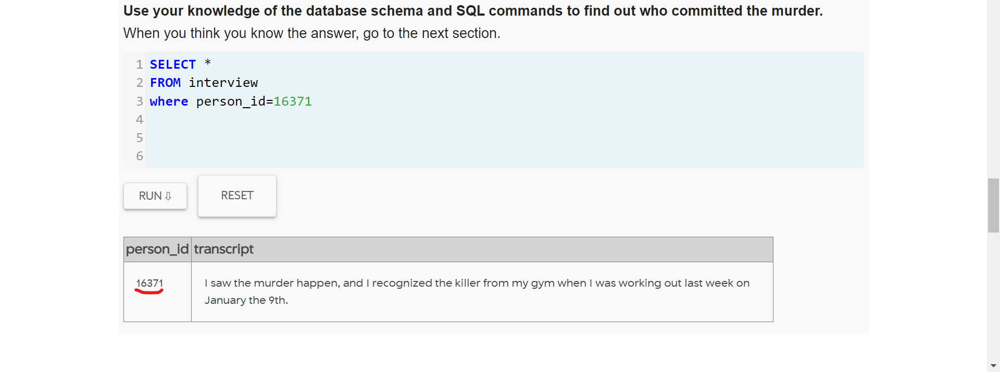 Use your knowledge of the database schema and SQL commands to find out who committed the murder.
When you think you know the answer, go to the next section.
1 SELECT *
2 FROM interview
3 where person_id=16371
4
5
6
RUN ⇩ RESET
person_id transcript
16371 I saw the murder happen, and I recognized the killer from my gym when I was working out last week on
January the 9th.